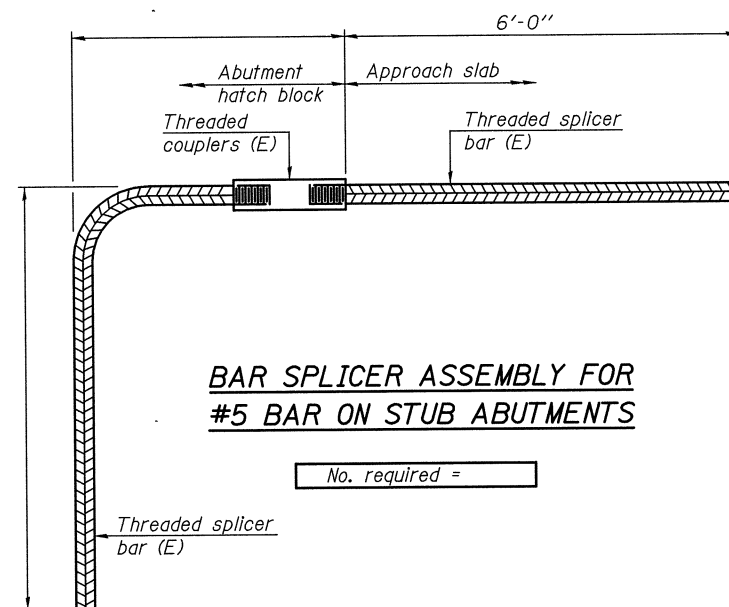 6'-0"
Abutment
hatch block
Approach slab
Threaded
couplers (E)
Threaded splicer
bar (E)
BAR SPLICER ASSEMBLY FOR
#5 BAR ON STUB ABUTMENTS
No. required =
Threaded splicer
bar (E)